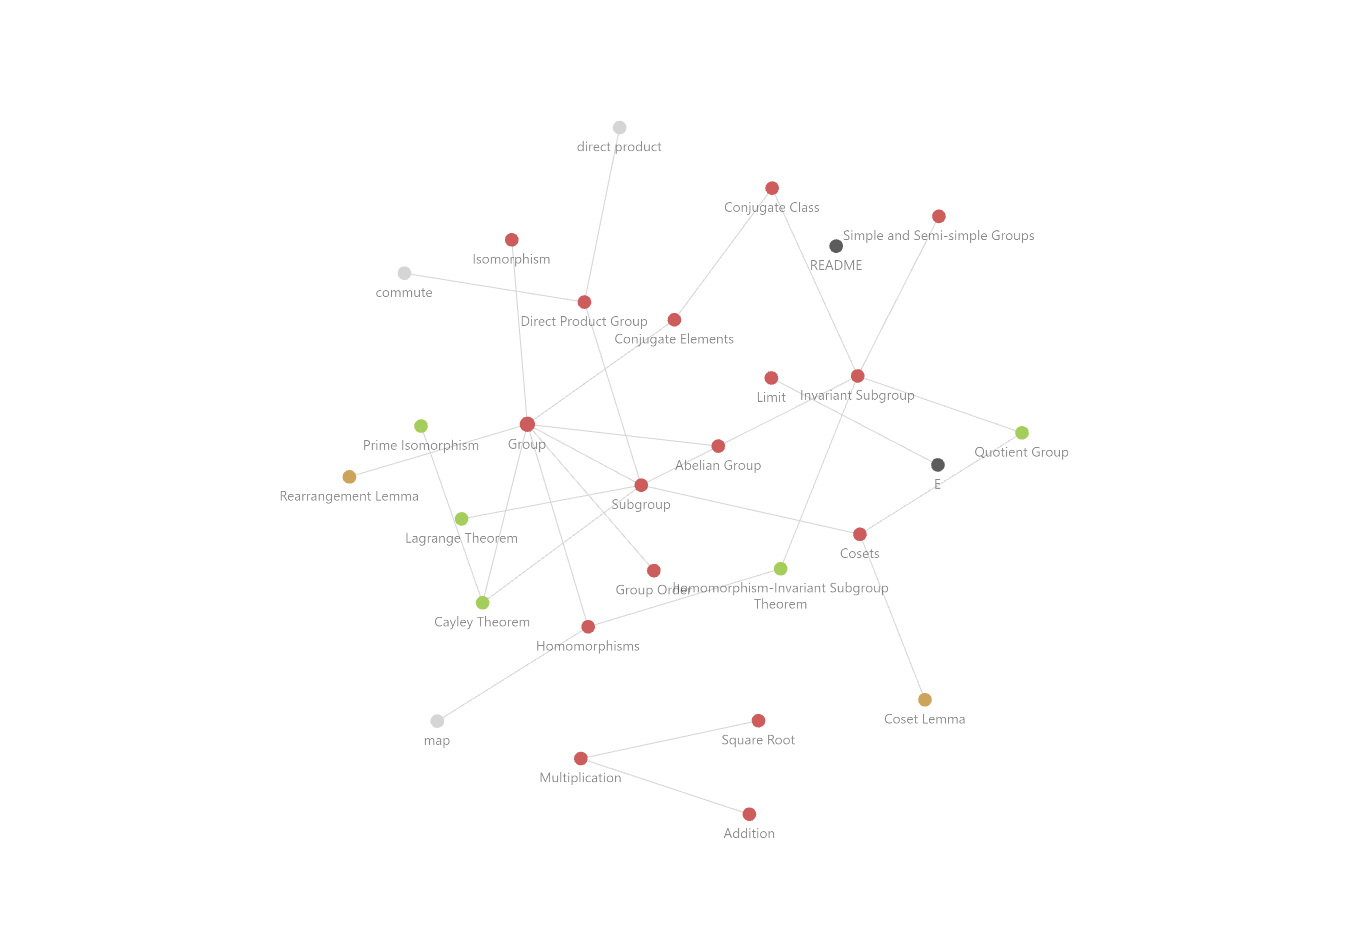 direct product
Conjugate Class
Simple and Semi-simple Groups
Isomorphism
README
commute
Direct Product Group
Conjugate Elements
Limit
Invariant Subgroup
Prime Isomorphism
Group
Quotient Group
Abelian Group
E
Rearrangement Lemma
Subgroup
Lagrange Theorem
Cosets
Group Order
Homomorphism-Invariant Subgroup
Theorem
Cayley Theorem
Homomorphisms
Coset Lemma
map
Square Root
Multiplication
Addition